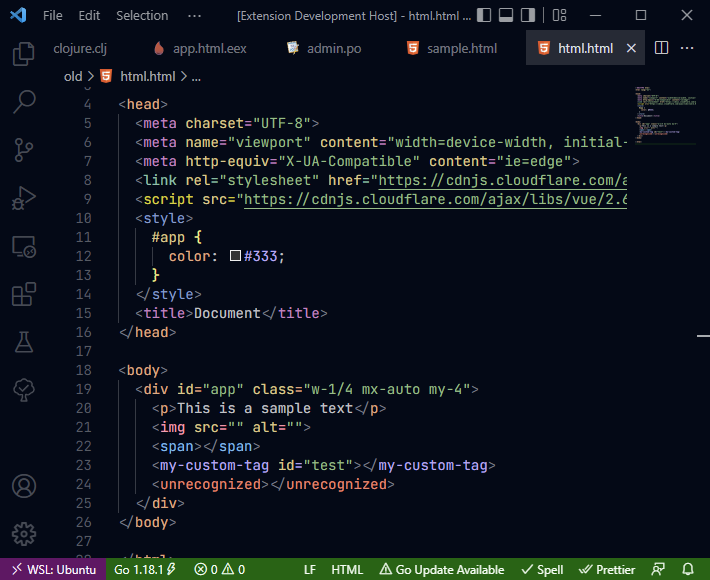 File Edit Selection ··· [Extension Development Host] - html.html ...
clojure.clj app.html.eex admin.po sample.html html.html
old > html.html > ...
4 <head>
5 <meta charset="UTF-8">
6 <meta name="viewport" content="width=device-width, initial-
7 <meta http-equiv="X-UA-Compatible" content="ie=edge">
8 <link rel="stylesheet" href="https://cdnjs.cloudflare.com/a
9 <script src="https://cdnjs.cloudflare.com/ajax/libs/vue/2.6
10 <style>
11 #app {
12 color: #333;
13 }
14 </style>
15 <title>Document</title>
16 </head>
17
18 <body>
19 <div id="app" class="w-1/4 mx-auto my-4">
20 <p>This is a sample text</p>
21 <img src="" alt="">
22 <span></span>
23 <my-custom-tag id="test"></my-custom-tag>
24 <unrecognized></unrecognized>
25 </div>
26 </body>
27
WSL: Ubuntu Go 1.18.1 0 0 LF HTML Go Update Available Spell Prettier